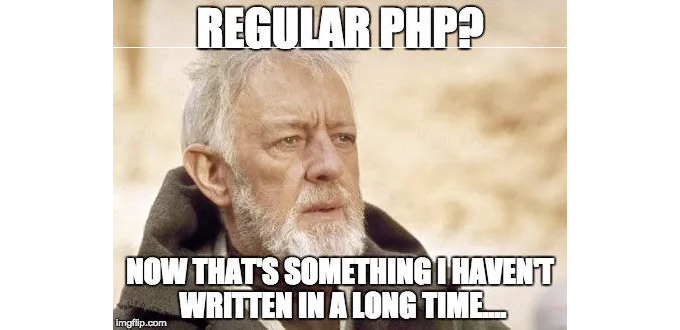 REGULAR PHP?
NOW THAT'S SOMETHING I HAVEN'T
WRITTEN IN A LONG TIME....
imgflip.com